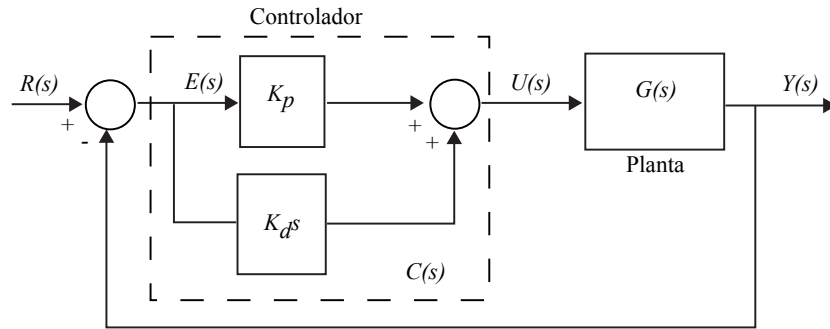 Controlador
R(s)
E(s)
K_p
U(s)
G(s)
Y(s)
+
-
+
+
Planta
K_d s
C(s)